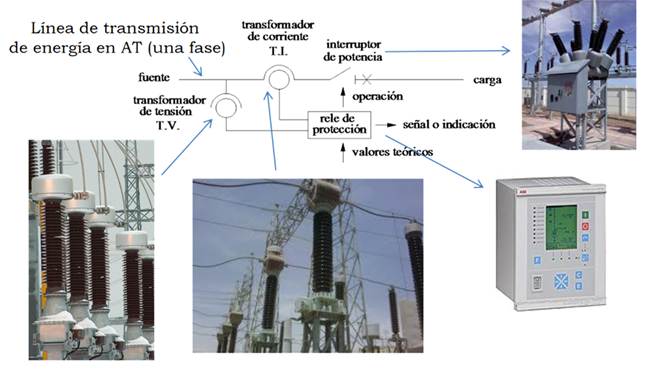 Línea de transmisión
de energía en AT (una fase)
transformador
de corriente
T.I.
interruptor
de potencia
fuente
carga
transformador
de tensión
T.V.
operación
rele de
protección
señal o indicación
valores teóricos
ABB